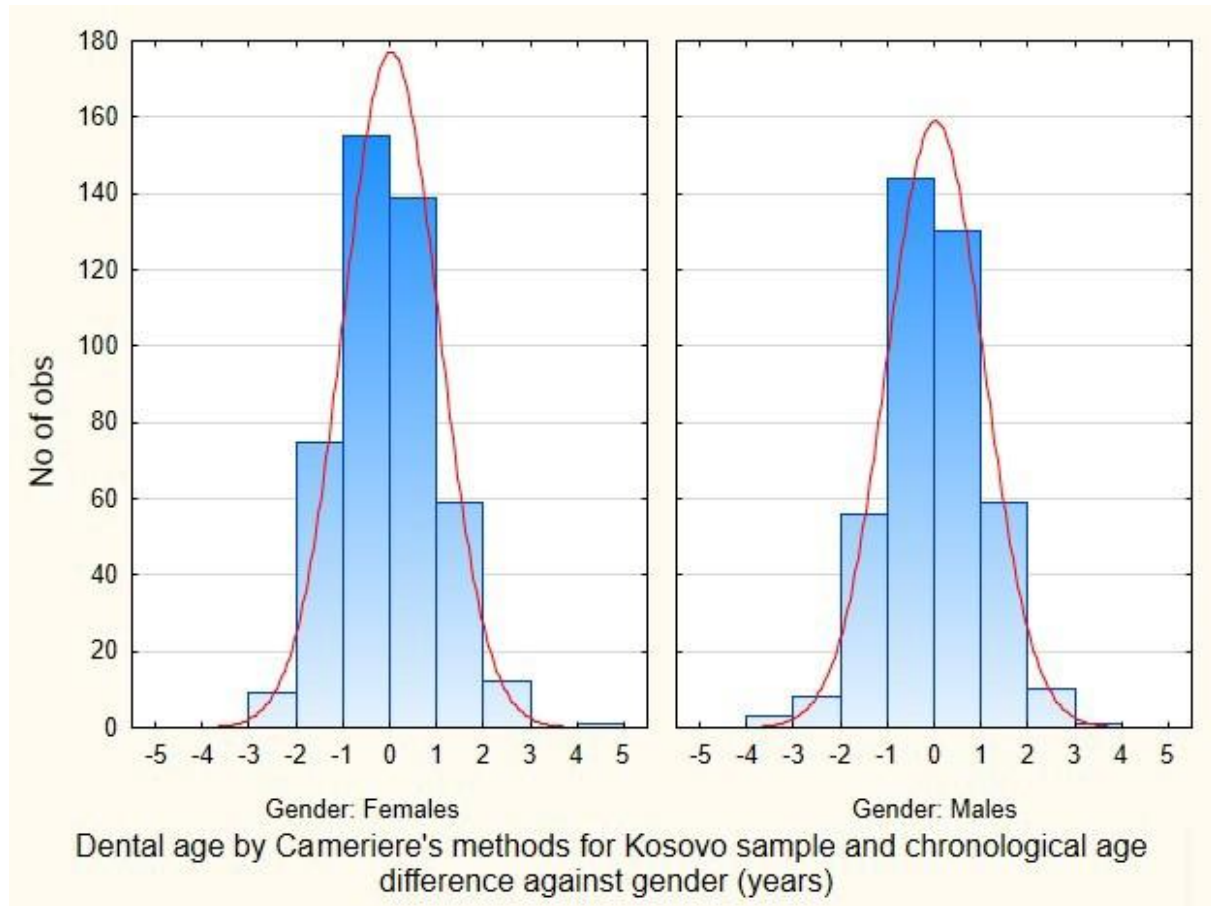 180
160
140
120
100
80
60
40
20
0
No of obs
-5 -4 -3 -2 -1 0 1 2 3 4 5
-5 -4 -3 -2 -1 0 1 2 3 4 5
Gender: Females
Gender: Males
Dental age by Cameriere's methods for Kosovo sample and chronological age
difference against gender (years)